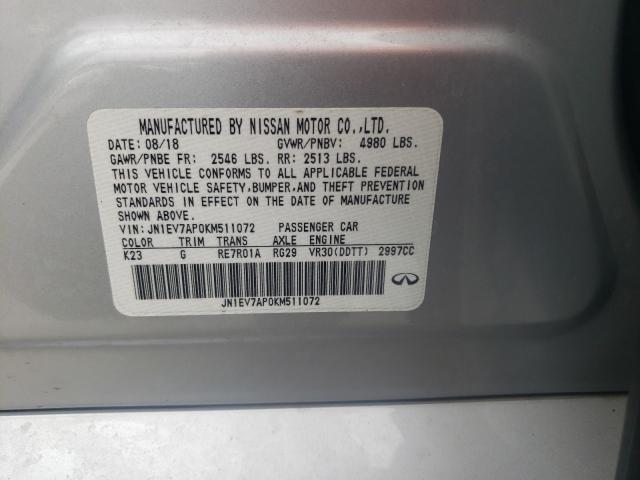 MANUFACTURED BY NISSAN MOTOR CO.,LTD.
DATE: 08/18 GVWR/PNBV: 4980 LBS.
GAWR/PNBE FR: 2546 LBS. RR: 2513 LBS.
THIS VEHICLE CONFORMS TO ALL APPLICABLE FEDERAL
MOTOR VEHICLE SAFETY,BUMPER,AND THEFT PREVENTION
STANDARDS IN EFFECT ON THE DATE OF MANUFACTURE
SHOWN ABOVE.
VIN: JN1EV7AP0KM511072 PASSENGER CAR
COLOR TRIM TRANS AXLE ENGINE
K23 G RE7R01A RG29 VR30(DDTT) 2997CC
JN1EV7AP0KM511072